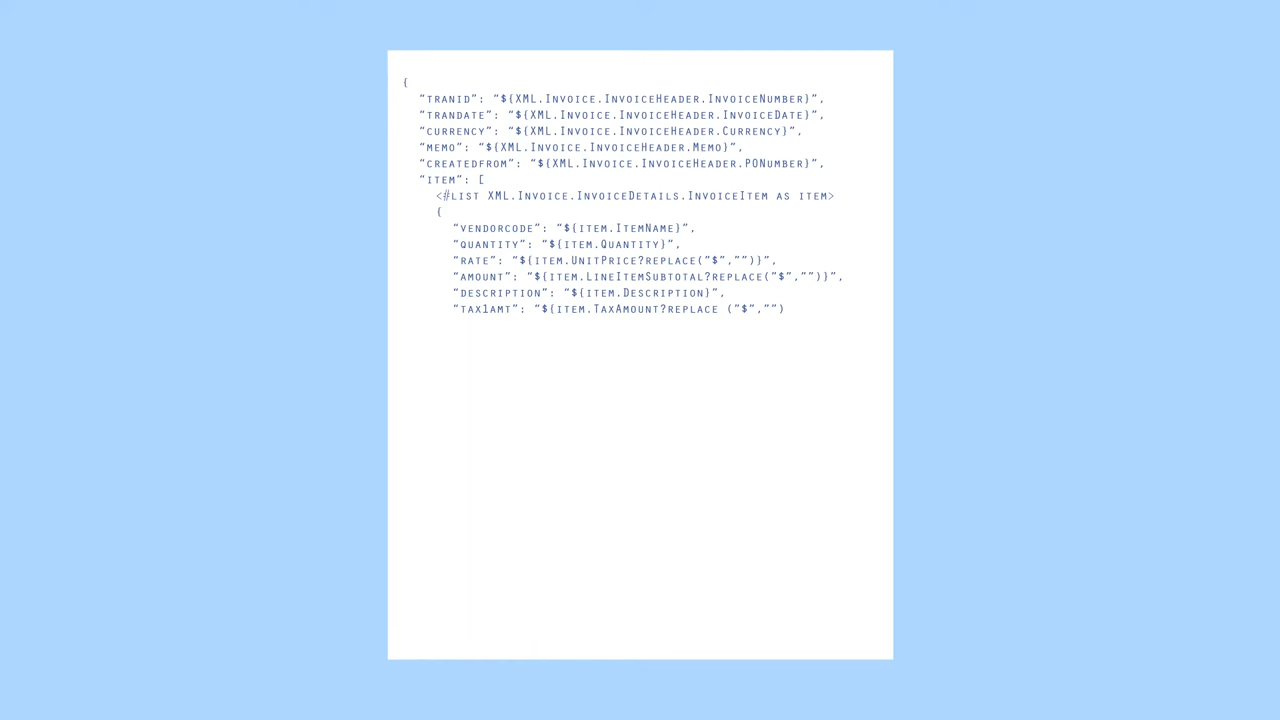 {
“TRANID”: “${XML.INVOICE.INVOICEHEADER.INVOICENUMBER}”,
“TRANDATE”: “${XML.INVOICE.INVOICEHEADER.INVOICEDATE}”,
“CURRENCY”: “${XML.INVOICE.INVOICEHEADER.CURRENCY}”,
“MEMO”: “${XML.INVOICE.INVOICEHEADER.MEMO}”,
“CREATEDFROM”: “${XML.INVOICE.INVOICEHEADER.PONUMBER}”,
“ITEM”: [
<#LIST XML.INVOICE.INVOICEDETAILS.INVOICEITEM AS ITEM>
{
“VENDORCODE”: “${ITEM.ITEMNAME}”,
“QUANTITY”: “${ITEM.QUANTITY}”,
“RATE”: “${ITEM.UNITPRICE?REPLACE(”$”,””)}”,
“AMOUNT”: “${ITEM.LINEITEMSUBTOTAL?REPLACE(”$”,””)}”,
“DESCRIPTION”: “${ITEM.DESCRIPTION}”,
“TAX1AMT”: “${ITEM.TAXAMOUNT?REPLACE (”$”,””)